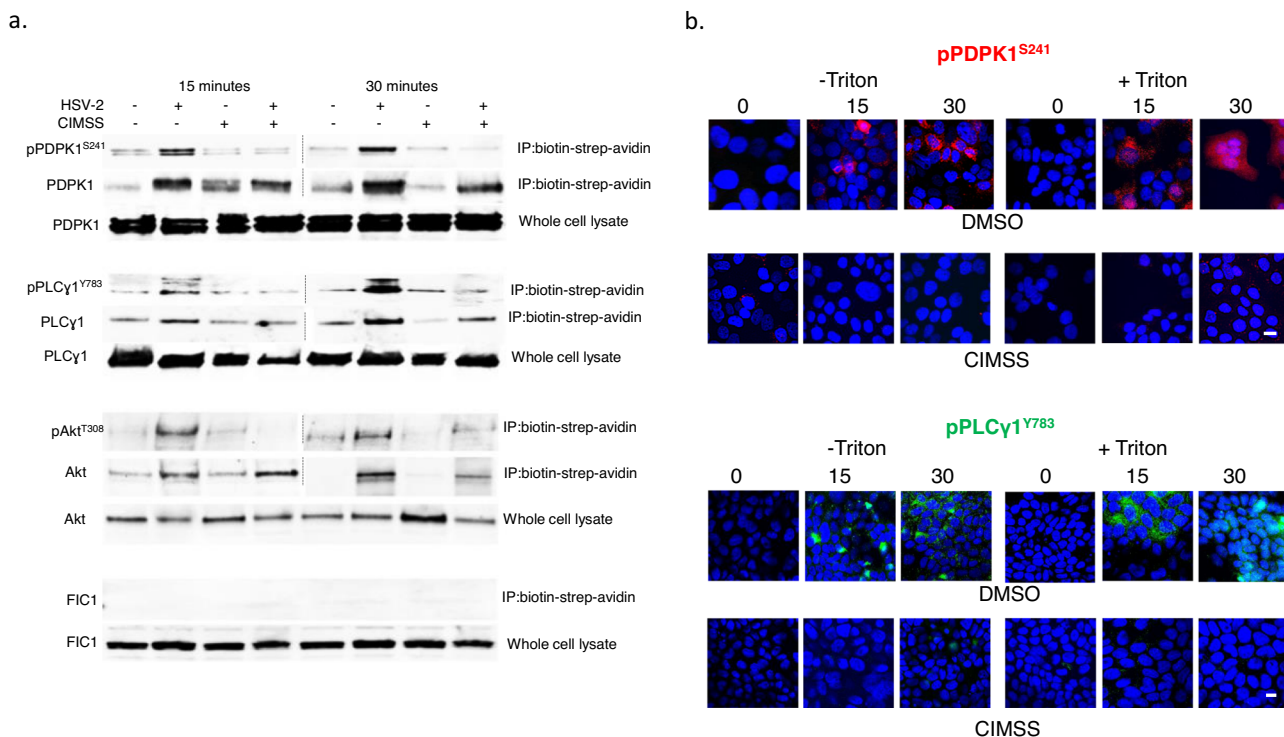 a.
15 minutes 30 minutes
HSV-2 - + - + - + - +
CIMSS - - + + - - + +
pPDPK1S241 IP:biotin-strep-avidin
PDPK1 IP:biotin-strep-avidin
PDPK1 Whole cell lysate
pPLCγ1Y783 IP:biotin-strep-avidin
PLCγ1 IP:biotin-strep-avidin
PLCγ1 Whole cell lysate
pAktT308 IP:biotin-strep-avidin
Akt IP:biotin-strep-avidin
Akt Whole cell lysate
FIC1 IP:biotin-strep-avidin
FIC1 Whole cell lysate
b.
pPDPK1S241
-Triton + Triton
0 15 30 0 15 30
DMSO
CIMSS
pPLCγ1Y783
-Triton + Triton
0 15 30 0 15 30
DMSO
CIMSS